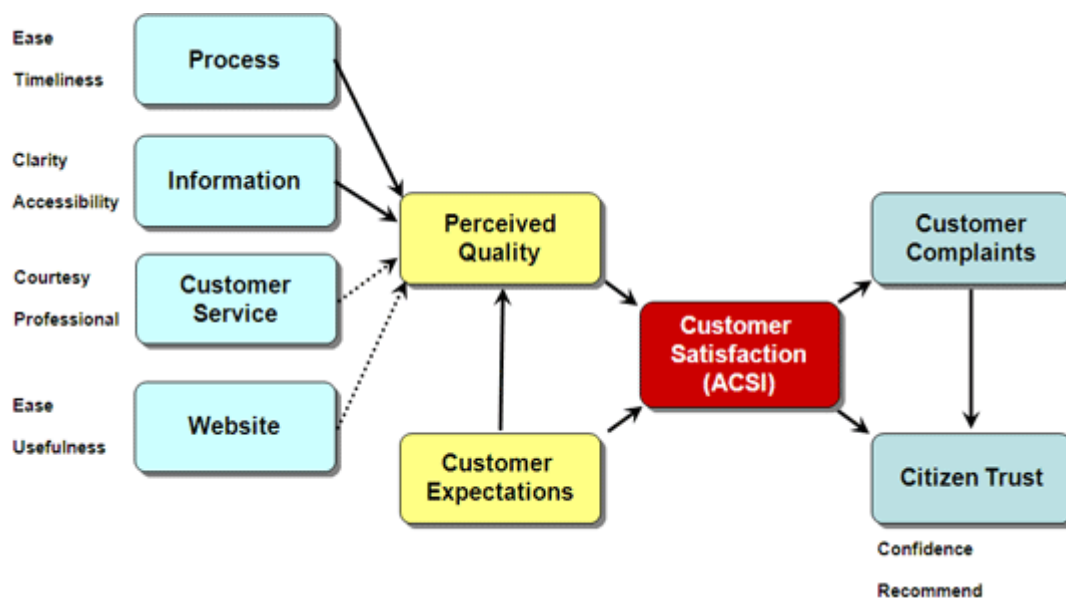 Ease
Timeliness
Process
Clarity
Accessibility
Information
Courtesy
Professional
Customer
Service
Ease
Usefulness
Website
Perceived
Quality
Customer
Expectations
Customer
Satisfaction
(ACSI)
Customer
Complaints
Citizen Trust
Confidence
Recommend